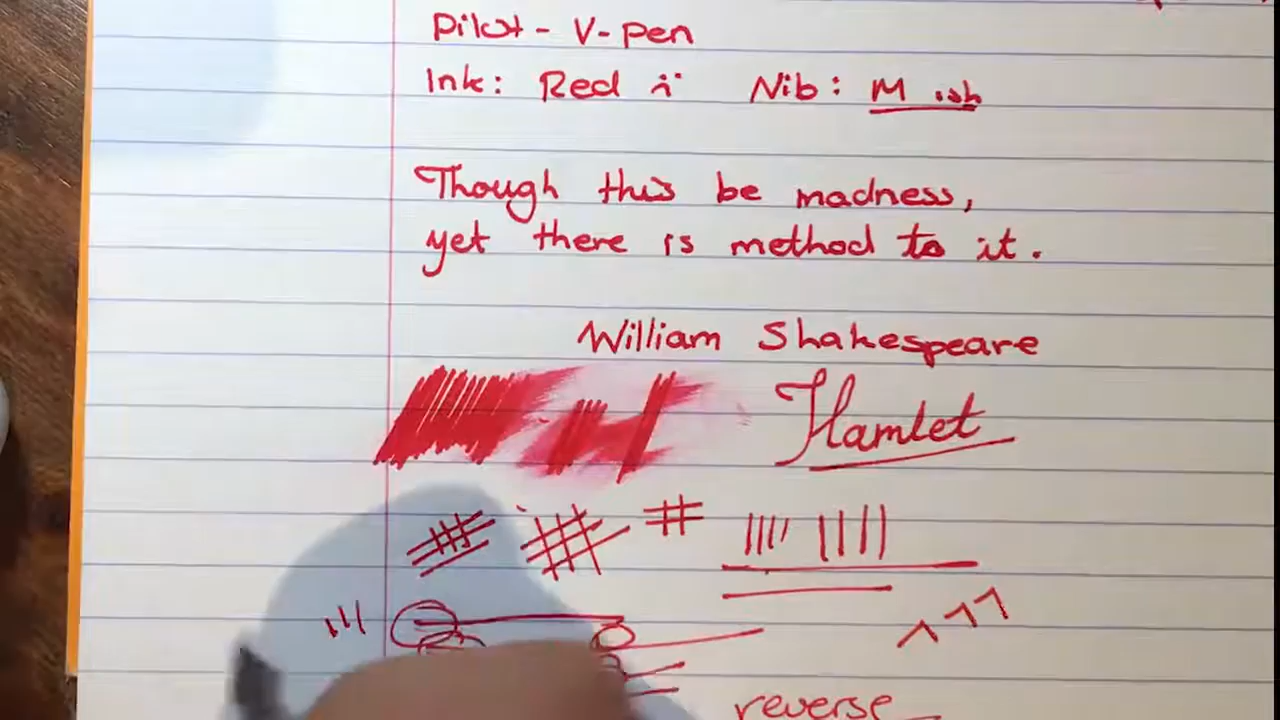 Pilot - V-Pen
Ink: Red Nib: M ish
Though this be madness,
yet there is method to it.
William Shakespeare
Hamlet
reverse